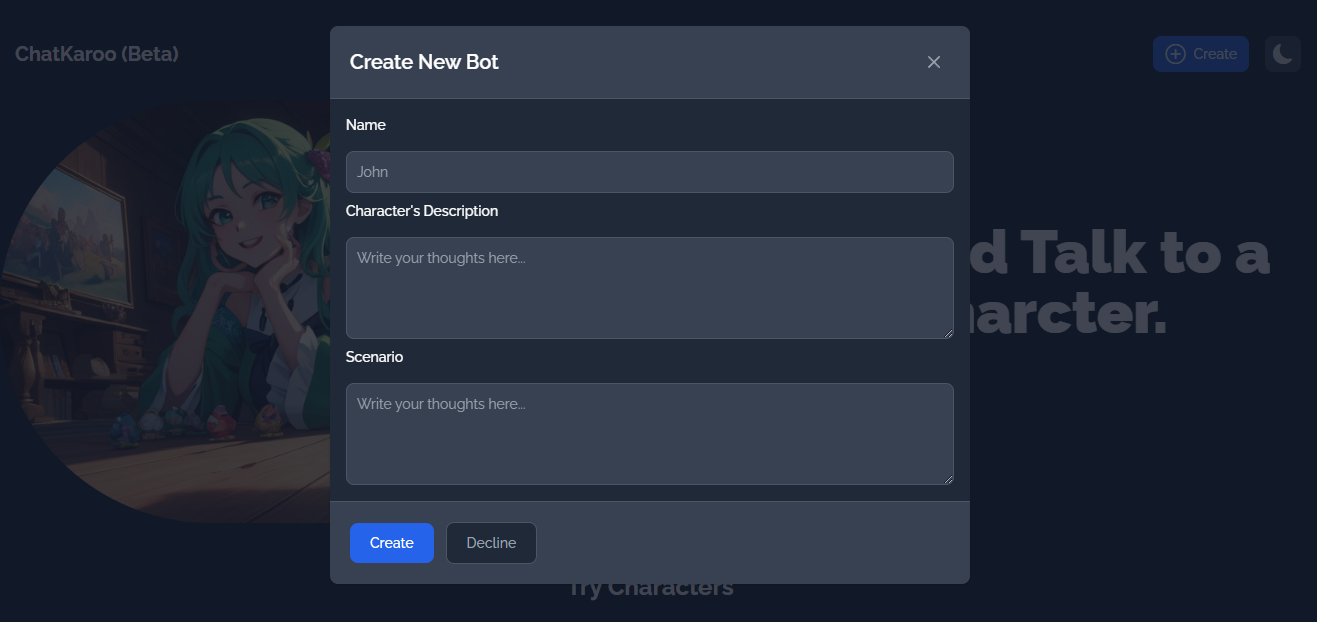 ChatKaroo (Beta)
Create New Bot
Create
Name
John
Character's Description
Write your thoughts here...
d Talk to a
arcter.
Scenario
Write your thoughts here...
Create
Decline
Try Characters